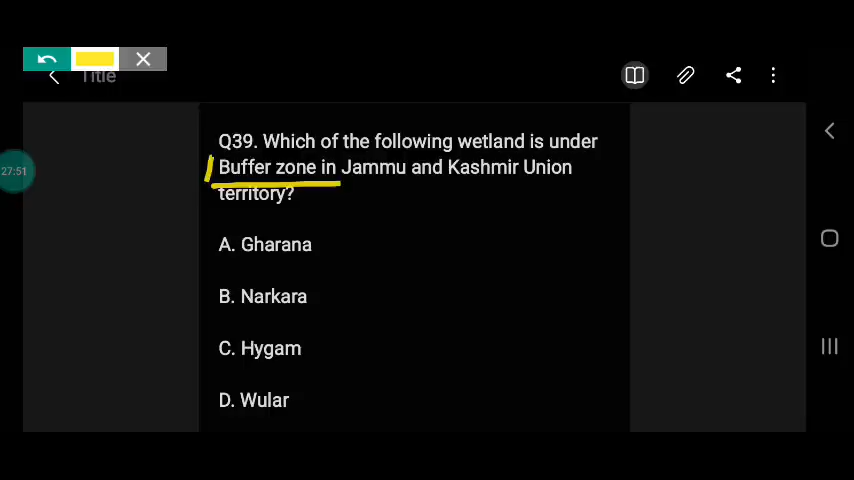 Title
27:51
Q39. Which of the following wetland is under
Buffer zone in Jammu and Kashmir Union
territory?
A. Gharana
B. Narkara
C. Hygam
D. Wular